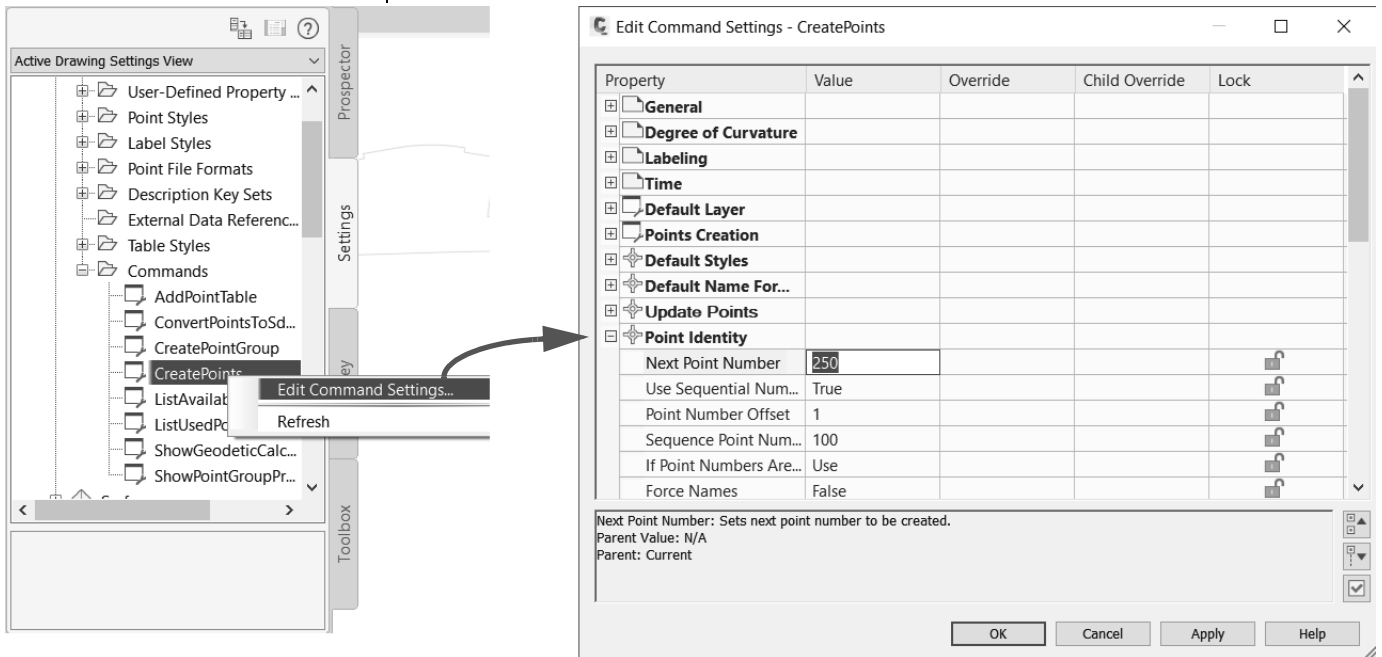 Active Drawing Settings View
User-Defined Property ...
Point Styles
Label Styles
Point File Formats
Description Key Sets
External Data Referenc...
Table Styles
Commands
AddPointTable
ConvertPointsToSd...
CreatePointGroup
CreatePoints
ListAvailab
ListUsedPo
ShowGeodeticCalc...
ShowPointGroupPr...
Edit Command Settings...
Refresh
Prospector
Settings
ey
Toolbox
Edit Command Settings - CreatePoints
Property Value Override Child Override Lock
General
Degree of Curvature
Labeling
Time
Default Layer
Points Creation
Default Styles
Default Name For...
Update Points
Point Identity
Next Point Number 250
Use Sequential Num... True
Point Number Offset 1
Sequence Point Num... 100
If Point Numbers Are... Use
Force Names False
Next Point Number: Sets next point number to be created.
Parent Value: N/A
Parent: Current
OK Cancel Apply Help